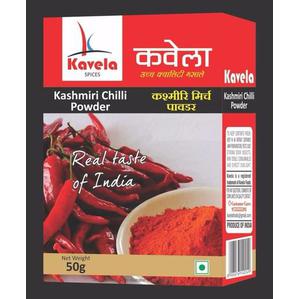 Kavela
SPICES
कवेला
उच्च क्वालिटी मसाले
Kashmiri Chilli
Powder
कश्मीरि मिर्च
पावडर
Real taste
of India
Net Weight
50g
Kavela
Kashmiri Chilli
Powder
PRODUCE OF INDIA